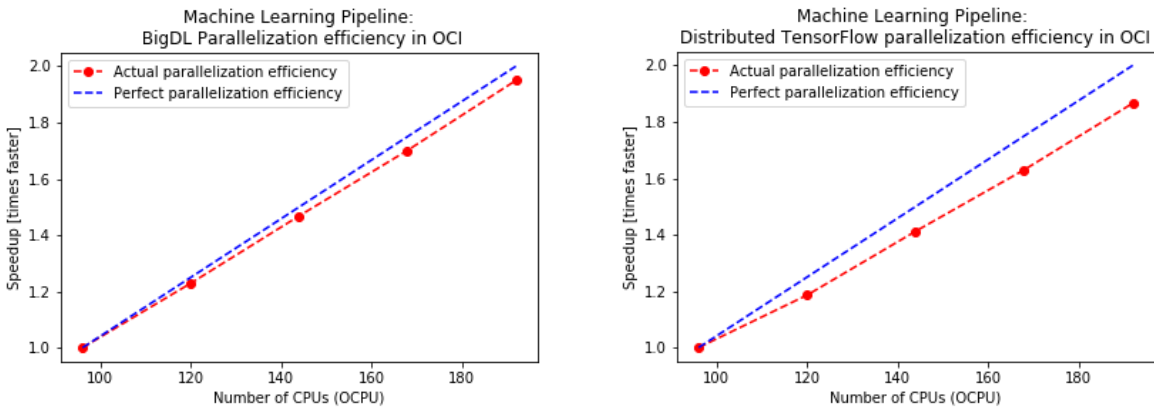 Machine Learning Pipeline:
BigDL Parallelization efficiency in OCI
Actual parallelization efficiency
Perfect parallelization efficiency
Speedup [times faster]
2.0
1.8
1.6
1.4
1.2
1.0
100
120
140
160
180
Number of CPUs (OCPU)
Machine Learning Pipeline:
Distributed TensorFlow parallelization efficiency in OCI
Actual parallelization efficiency
Perfect parallelization efficiency
Speedup [times faster]
2.0
1.8
1.6
1.4
1.2
1.0
100
120
140
160
180
Number of CPUs (OCPU)